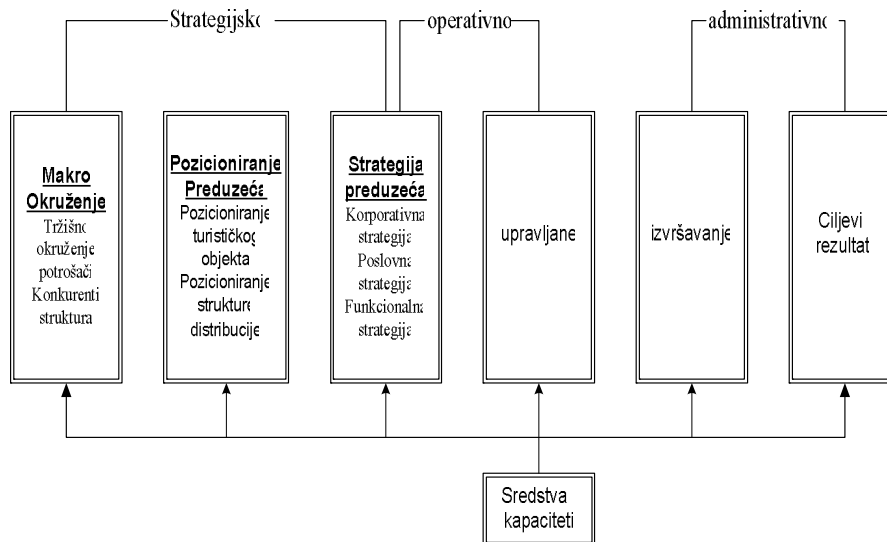 Strategijsko
operativno
administrativno
Makro
Okruženje
Tržišno
okruženje
potrošači
Konkurenti
struktura
Pozicioniranje
Preduzeća
Pozicioniranje
turističkog
objekta
Pozicioniranje
strukture
distribucije
Strategija
preduzeća
Korporativna
strategija
Poslovna
strategija
Funkcionalna
strategija
upravljane
izvršavanje
Ciljevi
rezultat
Sredstva
kapaciteti